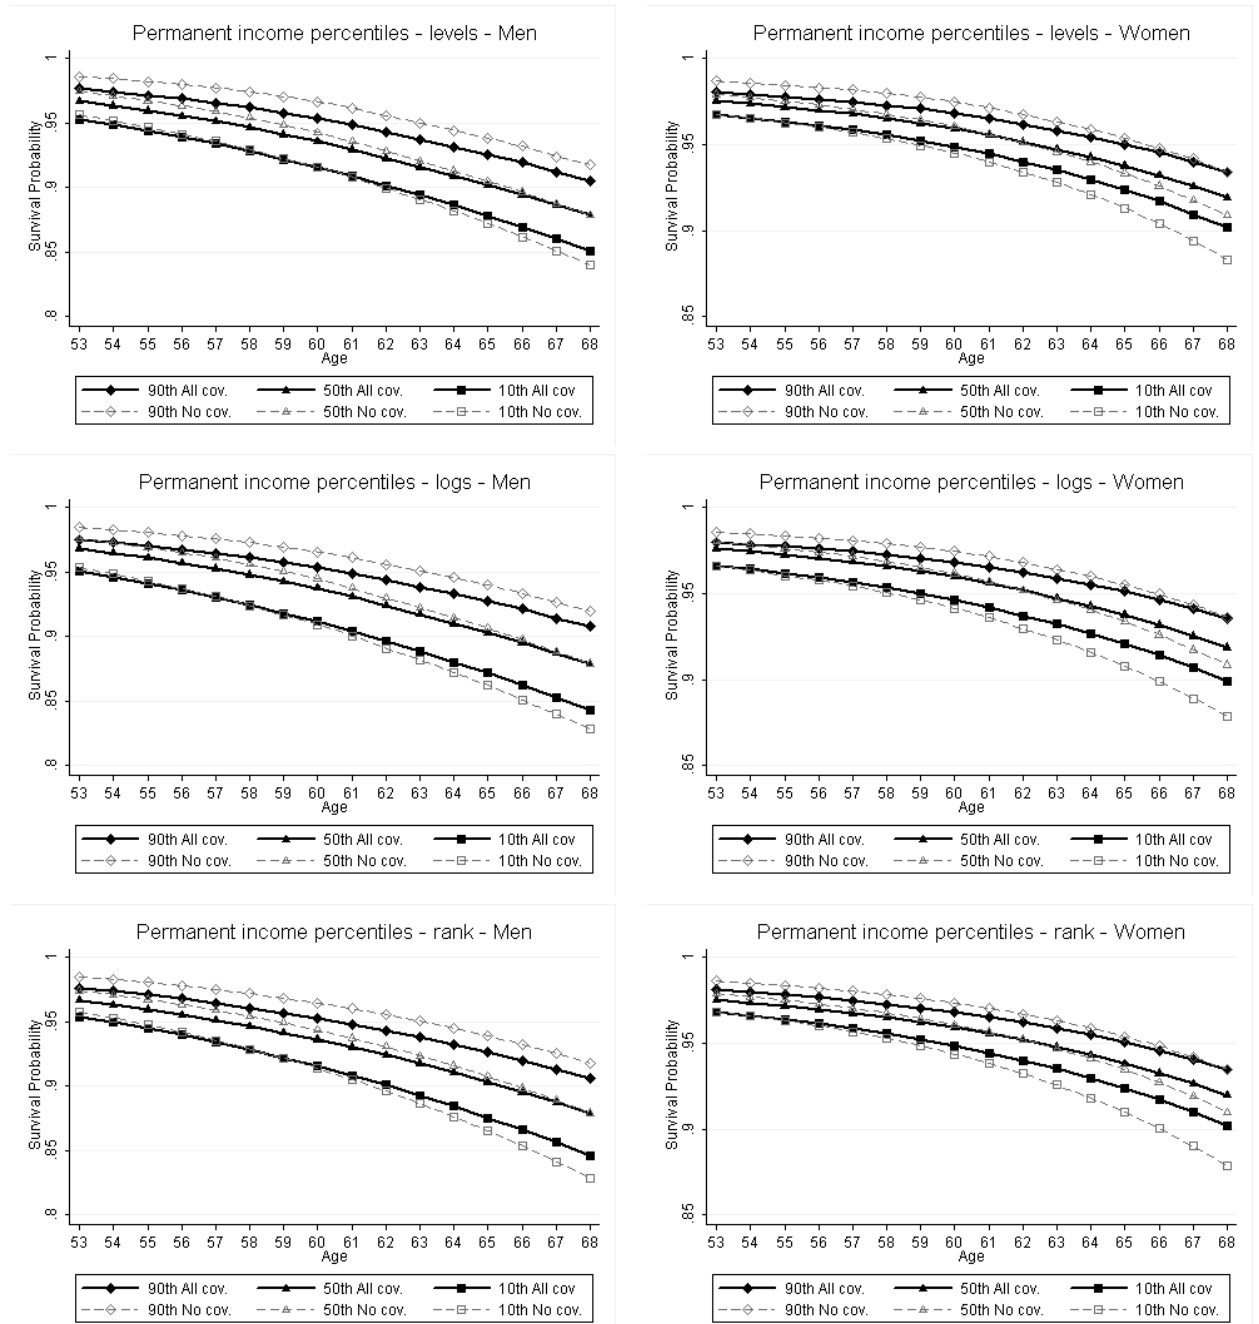 Permanent income percentiles - levels - Men
Survival Probability
1
.95
.9
.85
.8
53 54 55 56 57 58 59 60 61 62 63 64 65 66 67 68
Age
90th All cov. 50th All cov. 10th All cov
90th No cov. 50th No cov. 10th No cov.
Permanent income percentiles - levels - Women
Survival Probability
1
.95
.9
.85
53 54 55 56 57 58 59 60 61 62 63 64 65 66 67 68
Age
90th All cov. 50th All cov. 10th All cov
90th No cov. 50th No cov. 10th No cov.
Permanent income percentiles - logs - Men
Survival Probability
1
.95
.9
.85
.8
53 54 55 56 57 58 59 60 61 62 63 64 65 66 67 68
Age
90th All cov. 50th All cov. 10th All cov
90th No cov. 50th No cov. 10th No cov.
Permanent income percentiles - logs - Women
Survival Probability
1
.95
.9
.85
53 54 55 56 57 58 59 60 61 62 63 64 65 66 67 68
Age
90th All cov. 50th All cov. 10th All cov
90th No cov. 50th No cov. 10th No cov.
Permanent income percentiles - rank - Men
Survival Probability
1
.95
.9
.85
.8
53 54 55 56 57 58 59 60 61 62 63 64 65 66 67 68
Age
90th All cov. 50th All cov. 10th All cov
90th No cov. 50th No cov. 10th No cov.
Permanent income percentiles - rank - Women
Survival Probability
1
.95
.9
.85
53 54 55 56 57 58 59 60 61 62 63 64 65 66 67 68
Age
90th All cov. 50th All cov. 10th All cov
90th No cov. 50th No cov. 10th No cov.